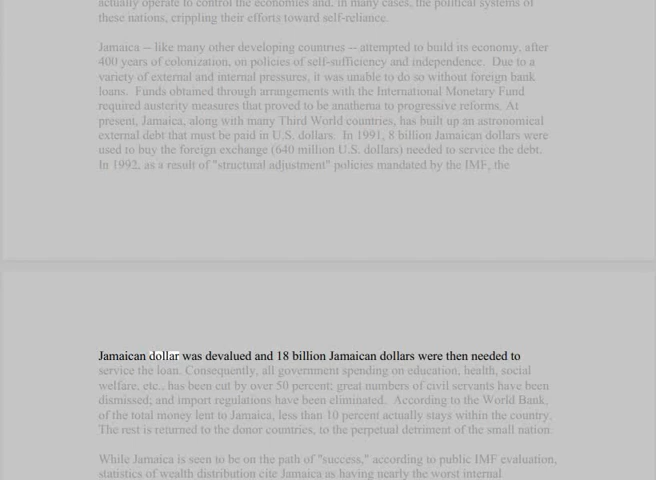 actually operate to control the economies and, in many cases, the political systems of
these nations, crippling their efforts toward self-reliance.
Jamaica -- like many other developing countries -- attempted to build its economy, after
400 years of colonization, on policies of self-sufficiency and independence. Due to a
variety of external and internal pressures, it was unable to do so without foreign bank
loans. Funds obtained through arrangements with the International Monetary Fund
required austerity measures that proved to be anathema to progressive reforms. At
present, Jamaica, along with many Third World countries, has built up an astronomical
external debt that must be paid in U.S. dollars. In 1991, 8 billion Jamaican dollars were
used to buy the foreign exchange (640 million U.S. dollars) needed to service the debt.
In 1992, as a result of "structural adjustment" policies mandated by the IMF, the
Jamaican dollar was devalued and 18 billion Jamaican dollars were then needed to
service the loan. Consequently, all government spending on education, health, social
welfare, etc., has been cut by over 50 percent; great numbers of civil servants have been
dismissed; and import regulations have been eliminated. According to the World Bank,
of the total money lent to Jamaica, less than 10 percent actually stays within the country.
The rest is returned to the donor countries, to the perpetual detriment of the small nation.
While Jamaica is seen to be on the path of "success," according to public IMF evaluation,
statistics of wealth distribution cite Jamaica as having nearly the worst internal